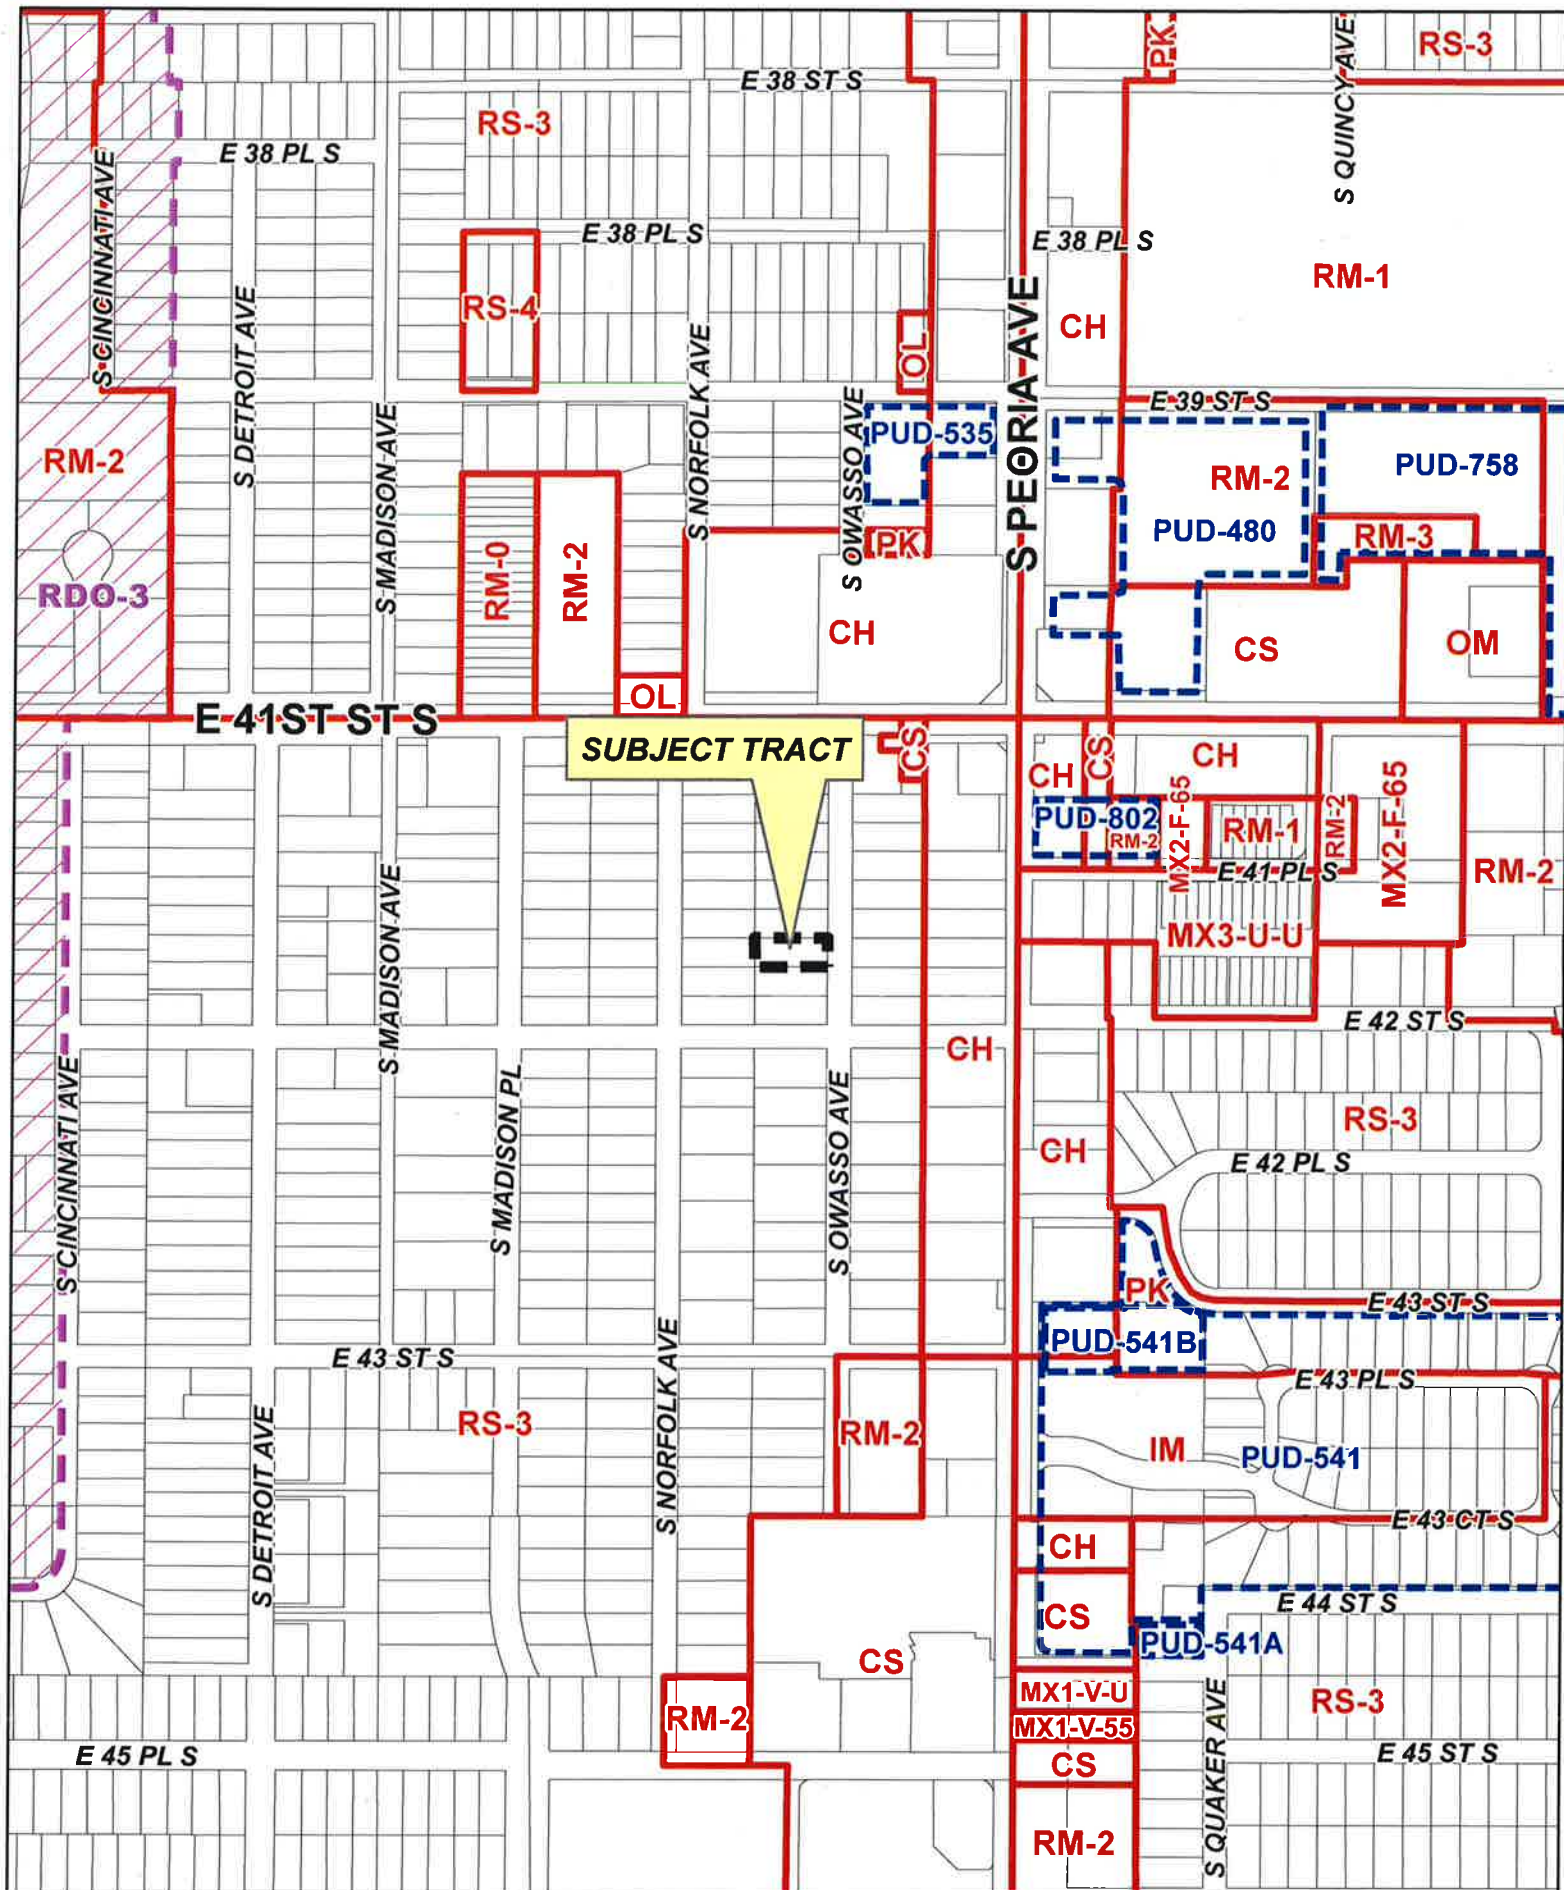 PK
S QUINCY AVE
RS-3
E 38 ST S
RS-3
E 38 PL S
S CINCINNATI AVE
E 38 PL S
E 38 PL S
RM-1
RS-4
CH
OL
S DETROIT AVE
S NORFOLK AVE
S PEORIA AVE
E 39 ST S
S MADISON AVE
S OWASSO AVE
PUD-535
RM-2
RM-2
PUD-758
PUD-480
RM-3
PK
RM-0
RM-2
RDO-3
CH
CS
OM
OL
E 41ST ST S
SUBJECT TRACT
CS
CH
CS
CH
MX2-F-65
PUD-802
RM-2
MX2-F-65
RM-1
RM-2
RM-2
E 41 PL S
MX3-U-U
S MADISON AVE
E 42 ST S
CH
S CINCINNATI AVE
S MADISON PL
S OWASSO AVE
RS-3
CH
E 42 PL S
PK
E 43 ST S
PUD-541B
E 43 ST S
E 43 PL S
S NORFOLK AVE
RS-3
RM-2
IM
PUD-541
S DETROIT AVE
E 43 CT S
CH
E 44 ST S
CS
PUD-541A
CS
MX1-V-U
RS-3
RM-2
MX1-V-55
E 45 PL S
E 45 ST S
CS
S QUAKER AVE
RM-2